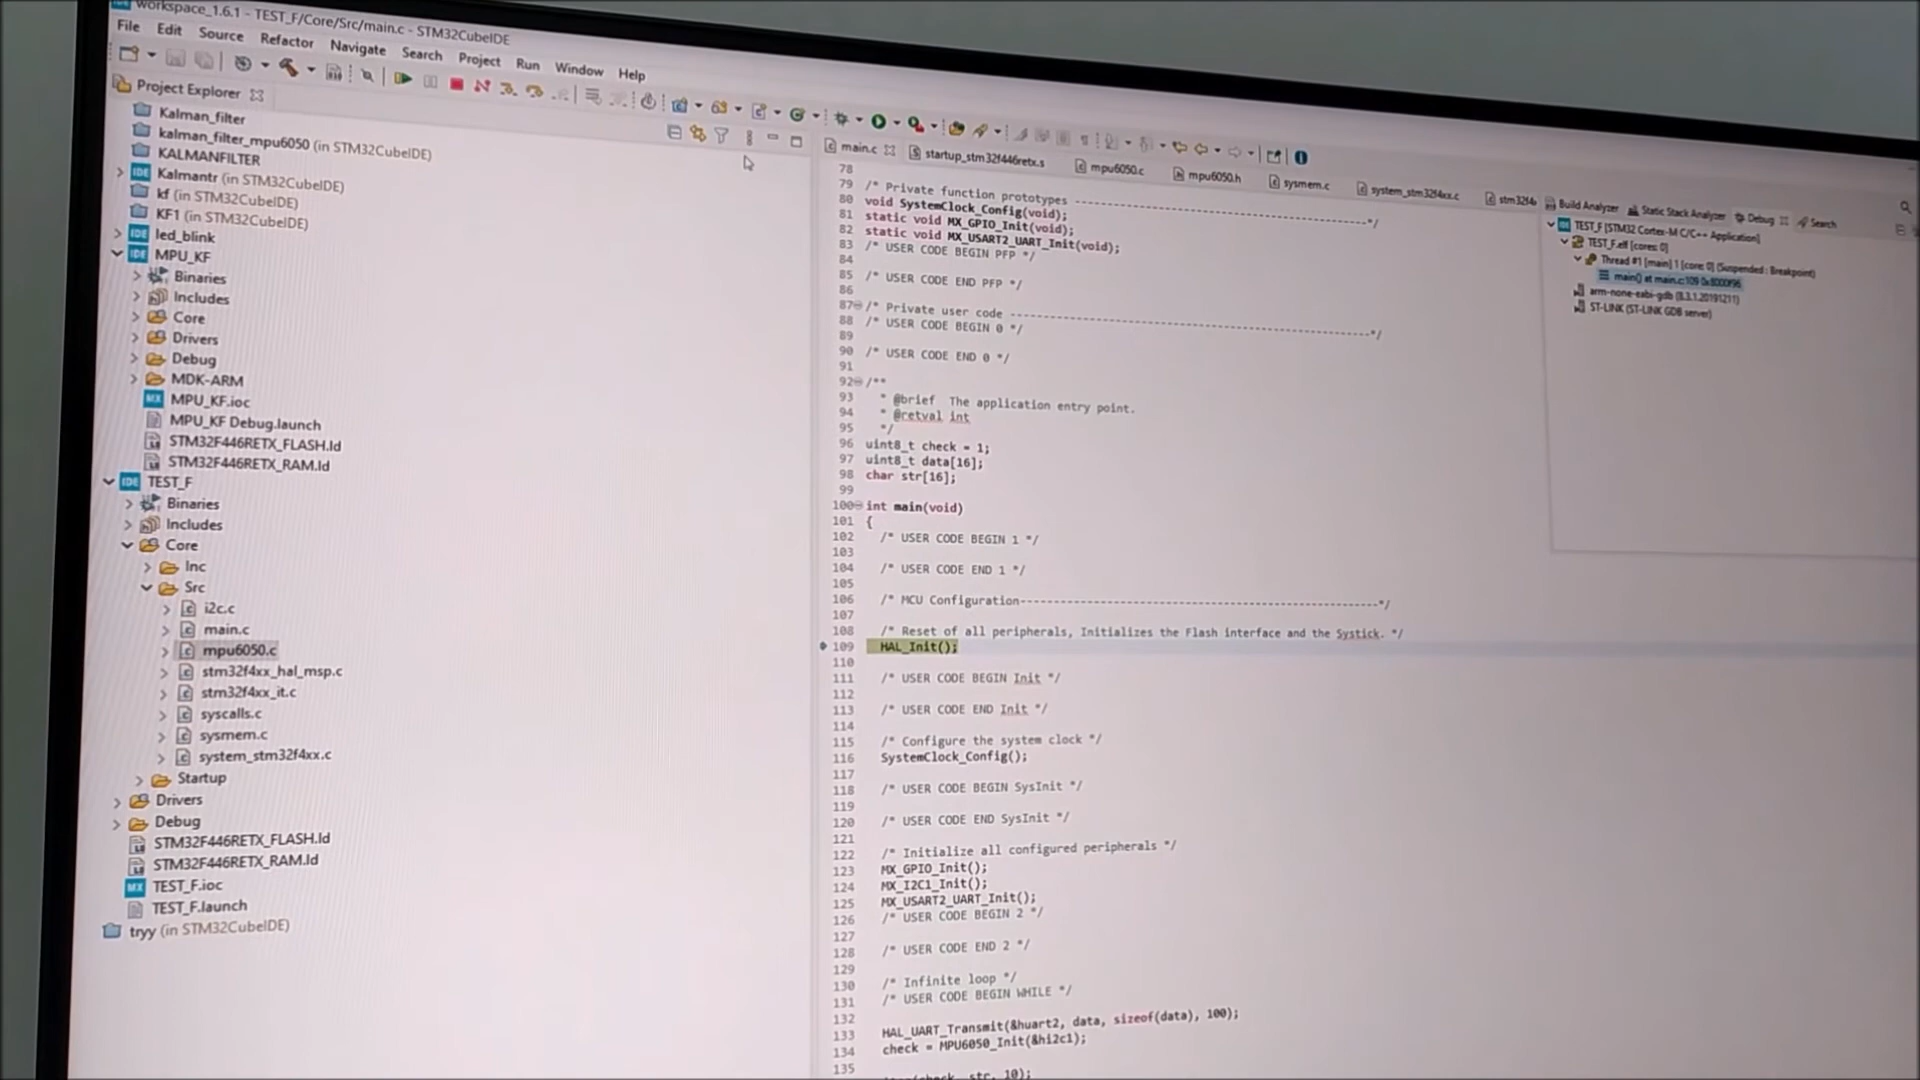 workspace_1.6.1 - TEST_F/Core/Src/main.c - STM32CubeIDE
File Edit Source Refactor Navigate Search Project Run Window Help
Project Explorer
Kalman_filter
kalman_filter_mpu6050 (in STM32CubeIDE)
KALMANFILTER
Kalmantr (in STM32CubeIDE)
kf (in STM32CubeIDE)
KF1 (in STM32CubeIDE)
led_blink
MPU_KF
Binaries
Includes
Core
Drivers
Debug
MDK-ARM
MPU_KF.ioc
MPU_KF Debug.launch
STM32F446RETX_FLASH.ld
STM32F446RETX_RAM.ld
TEST_F
Binaries
Includes
Core
Inc
Src
i2c.c
main.c
mpu6050.c
stm32f4xx_hal_msp.c
stm32f4xx_it.c
syscalls.c
sysmem.c
system_stm32f4xx.c
Startup
Drivers
Debug
STM32F446RETX_FLASH.ld
STM32F446RETX_RAM.ld
TEST_F.ioc
TEST_F.launch
tryy (in STM32CubeIDE)
main.c startup_stm32f446retx.s mpu6050.c mpu6050.h sysmem.c system_stm32f4xx.c stm32f4
78
79 /* Private function prototypes -----------------------------------------------*/
80 void SystemClock_Config(void);
81 static void MX_GPIO_Init(void);
82 static void MX_USART2_UART_Init(void);
83 /* USER CODE BEGIN PFP */
84
85 /* USER CODE END PFP */
86
87 /* Private user code ---------------------------------------------------------*/
88 /* USER CODE BEGIN 0 */
89
90 /* USER CODE END 0 */
91
92 /**
93 * @brief The application entry point.
94 * @retval int
95 */
96 uint8_t check = 1;
97 uint8_t data[16];
98 char str[16];
99
100 int main(void)
101 {
102 /* USER CODE BEGIN 1 */
103
104 /* USER CODE END 1 */
105
106 /* MCU Configuration--------------------------------------------------------*/
107
108 /* Reset of all peripherals, Initializes the Flash interface and the Systick. */
109 HAL_Init();
110
111 /* USER CODE BEGIN Init */
112
113 /* USER CODE END Init */
114
115 /* Configure the system clock */
116 SystemClock_Config();
117
118 /* USER CODE BEGIN SysInit */
119
120 /* USER CODE END SysInit */
121
122 /* Initialize all configured peripherals */
123 MX_GPIO_Init();
124 MX_I2C1_Init();
125 MX_USART2_UART_Init();
126 /* USER CODE BEGIN 2 */
127
128 /* USER CODE END 2 */
129
130 /* Infinite loop */
131 /* USER CODE BEGIN WHILE */
132
133 HAL_UART_Transmit(&huart2, data, sizeof(data), 100);
134 check = MPU6050_Init(&hi2c1);
135
str, 10);
Build Analyzer Static Stack Analyzer Debug Search
TEST_F [STM32 Cortex-M C/C++ Application]
TEST_F.elf [cores: 0]
Thread #1 [main] 1 [core: 0] (Suspended : Breakpoint)
main() at main.c:109 0x8000f96
arm-none-eabi-gdb (8.3.1.20191211)
ST-LINK (ST-LINK GDB server)